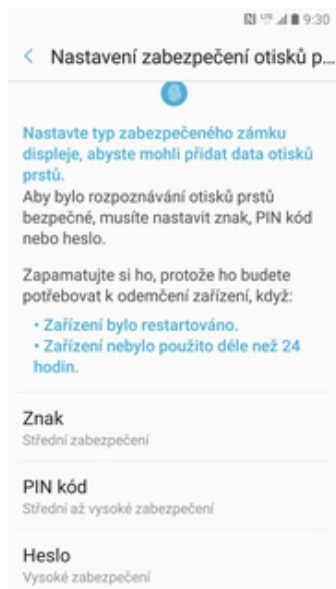 LTE 9:30
Nastavení zabezpečení otisků p...
Nastavte typ zabezpečeného zámku
displeje, abyste mohli přidat data otisků
prstů.
Aby bylo rozpoznávání otisků prstů
bezpečné, musíte nastavit znak, PIN kód
nebo heslo.
Zapamatujte si ho, protože ho budete
potřebovat k odemčení zařízení, když:
• Zařízení bylo restartováno.
• Zařízení nebylo použito déle než 24
hodin.
Znak
Střední zabezpečení
PIN kód
Střední až vysoké zabezpečení
Heslo
Vysoké zabezpečení